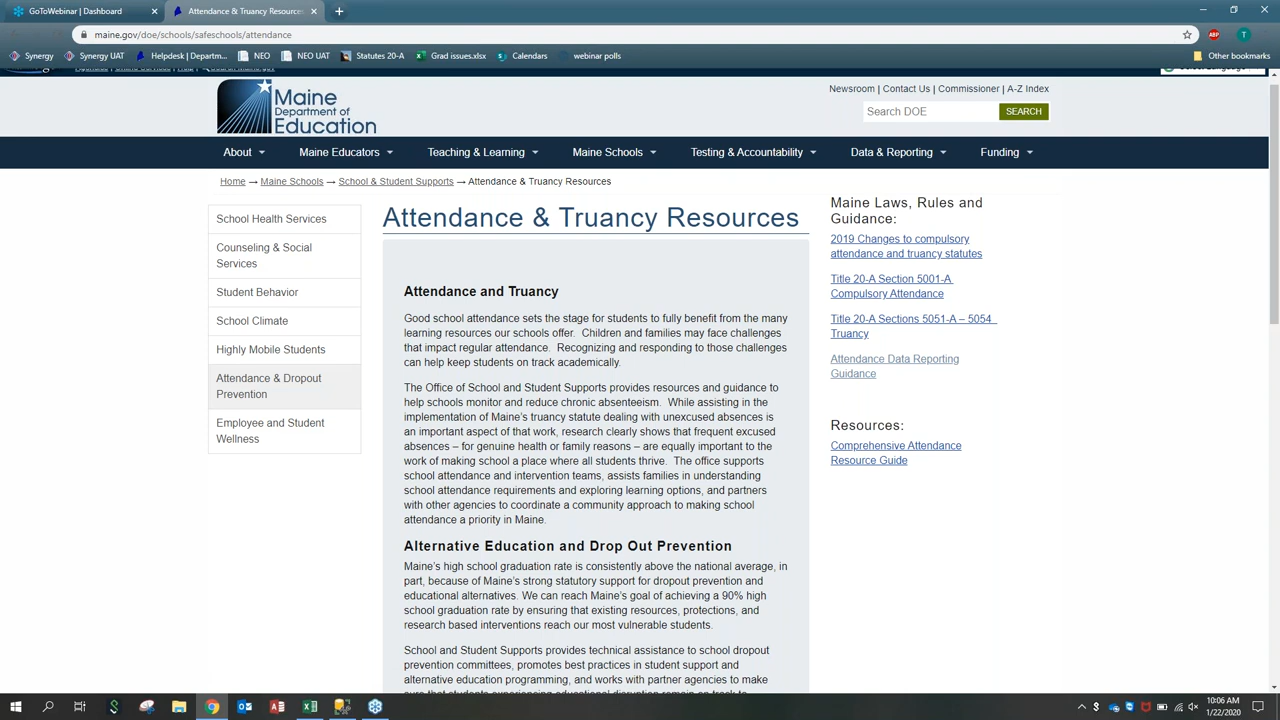 GoToWebinar | Dashboard
Attendance & Truancy Resources
maine.gov/doe/schools/safeschools/attendance
ABP
T
Synergy
Synergy UAT
Helpdesk | Depart...
NEO
NEO UAT
Statutes 20-A
Grad issues.xlsx
Calendars
webinar polls
Other bookmarks
Maine
Department of
Education
Newsroom | Contact Us | Commissioner | A-Z Index
Search DOE
SEARCH
About
Maine Educators
Teaching & Learning
Maine Schools
Testing & Accountability
Data & Reporting
Funding
Home → Maine Schools → School & Student Supports → Attendance & Truancy Resources
School Health Services
Counseling & Social
Services
Student Behavior
School Climate
Highly Mobile Students
Attendance & Dropout
Prevention
Employee and Student
Wellness
Attendance & Truancy Resources
Attendance and Truancy
Good school attendance sets the stage for students to fully benefit from the many
learning resources our schools offer.  Children and families may face challenges
that impact regular attendance.  Recognizing and responding to those challenges
can help keep students on track academically.
The Office of School and Student Supports provides resources and guidance to
help schools monitor and reduce chronic absenteeism.  While assisting in the
implementation of Maine's truancy statute dealing with unexcused absences is
an important aspect of that work, research clearly shows that frequent excused
absences – for genuine health or family reasons – are equally important to the
work of making school a place where all students thrive.  The office supports
school attendance and intervention teams, assists families in understanding
school attendance requirements and exploring learning options, and partners
with other agencies to coordinate a community approach to making school
attendance a priority in Maine.
Alternative Education and Drop Out Prevention
Maine's high school graduation rate is consistently above the national average, in
part, because of Maine's strong statutory support for dropout prevention and
educational alternatives. We can reach Maine's goal of achieving a 90% high
school graduation rate by ensuring that existing resources, protections, and
research based interventions reach our most vulnerable students.
School and Student Supports provides technical assistance to school dropout
prevention committees, promotes best practices in student support and
alternative education programming, and works with partner agencies to make
Maine Laws, Rules and
Guidance:
2019 Changes to compulsory
attendance and truancy statutes
Title 20-A Section 5001-A
Compulsory Attendance
Title 20-A Sections 5051-A – 5054
Truancy
Attendance Data Reporting
Guidance
Resources:
Comprehensive Attendance
Resource Guide
10:06 AM
1/22/2020